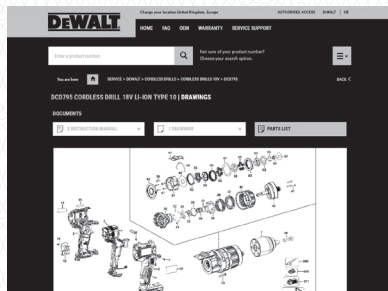 DEWALT
Change your location United Kingdom, Europe
AUTHORISED ACCESS DEWALT | GB
HOME FAQ OEM WARRANTY SERVICE SUPPORT
Enter a product number
Not sure of your product number?
Choose your search option.
You are here
SERVICE > DEWALT > CORDLESS DRILLS > CORDLESS DRILLS 18V > DCD795
BACK <
DCD795 CORDLESS DRILL 18V LI-ION TYPE 10 | DRAWINGS
DOCUMENTS
2 INSTRUCTION MANUAL
1 DRAWINGS
PARTS LIST